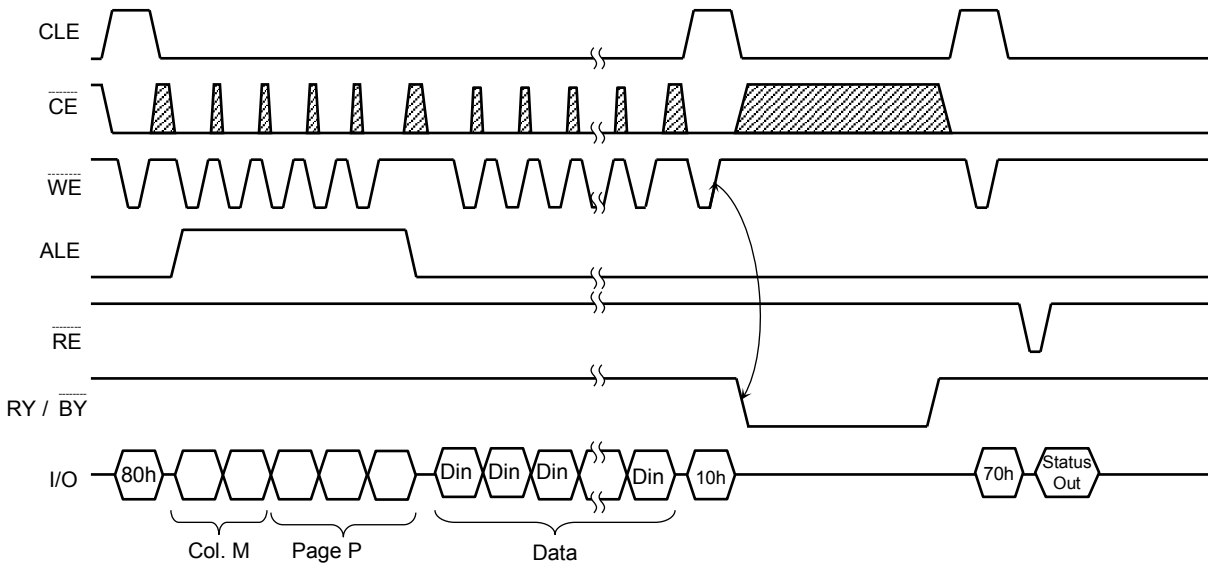 CLE
CE
WE
ALE
RE
RY / BY
I/O
80h
Din Din Din Din
10h
70h
Status
Out
Col. M
Page P
Data